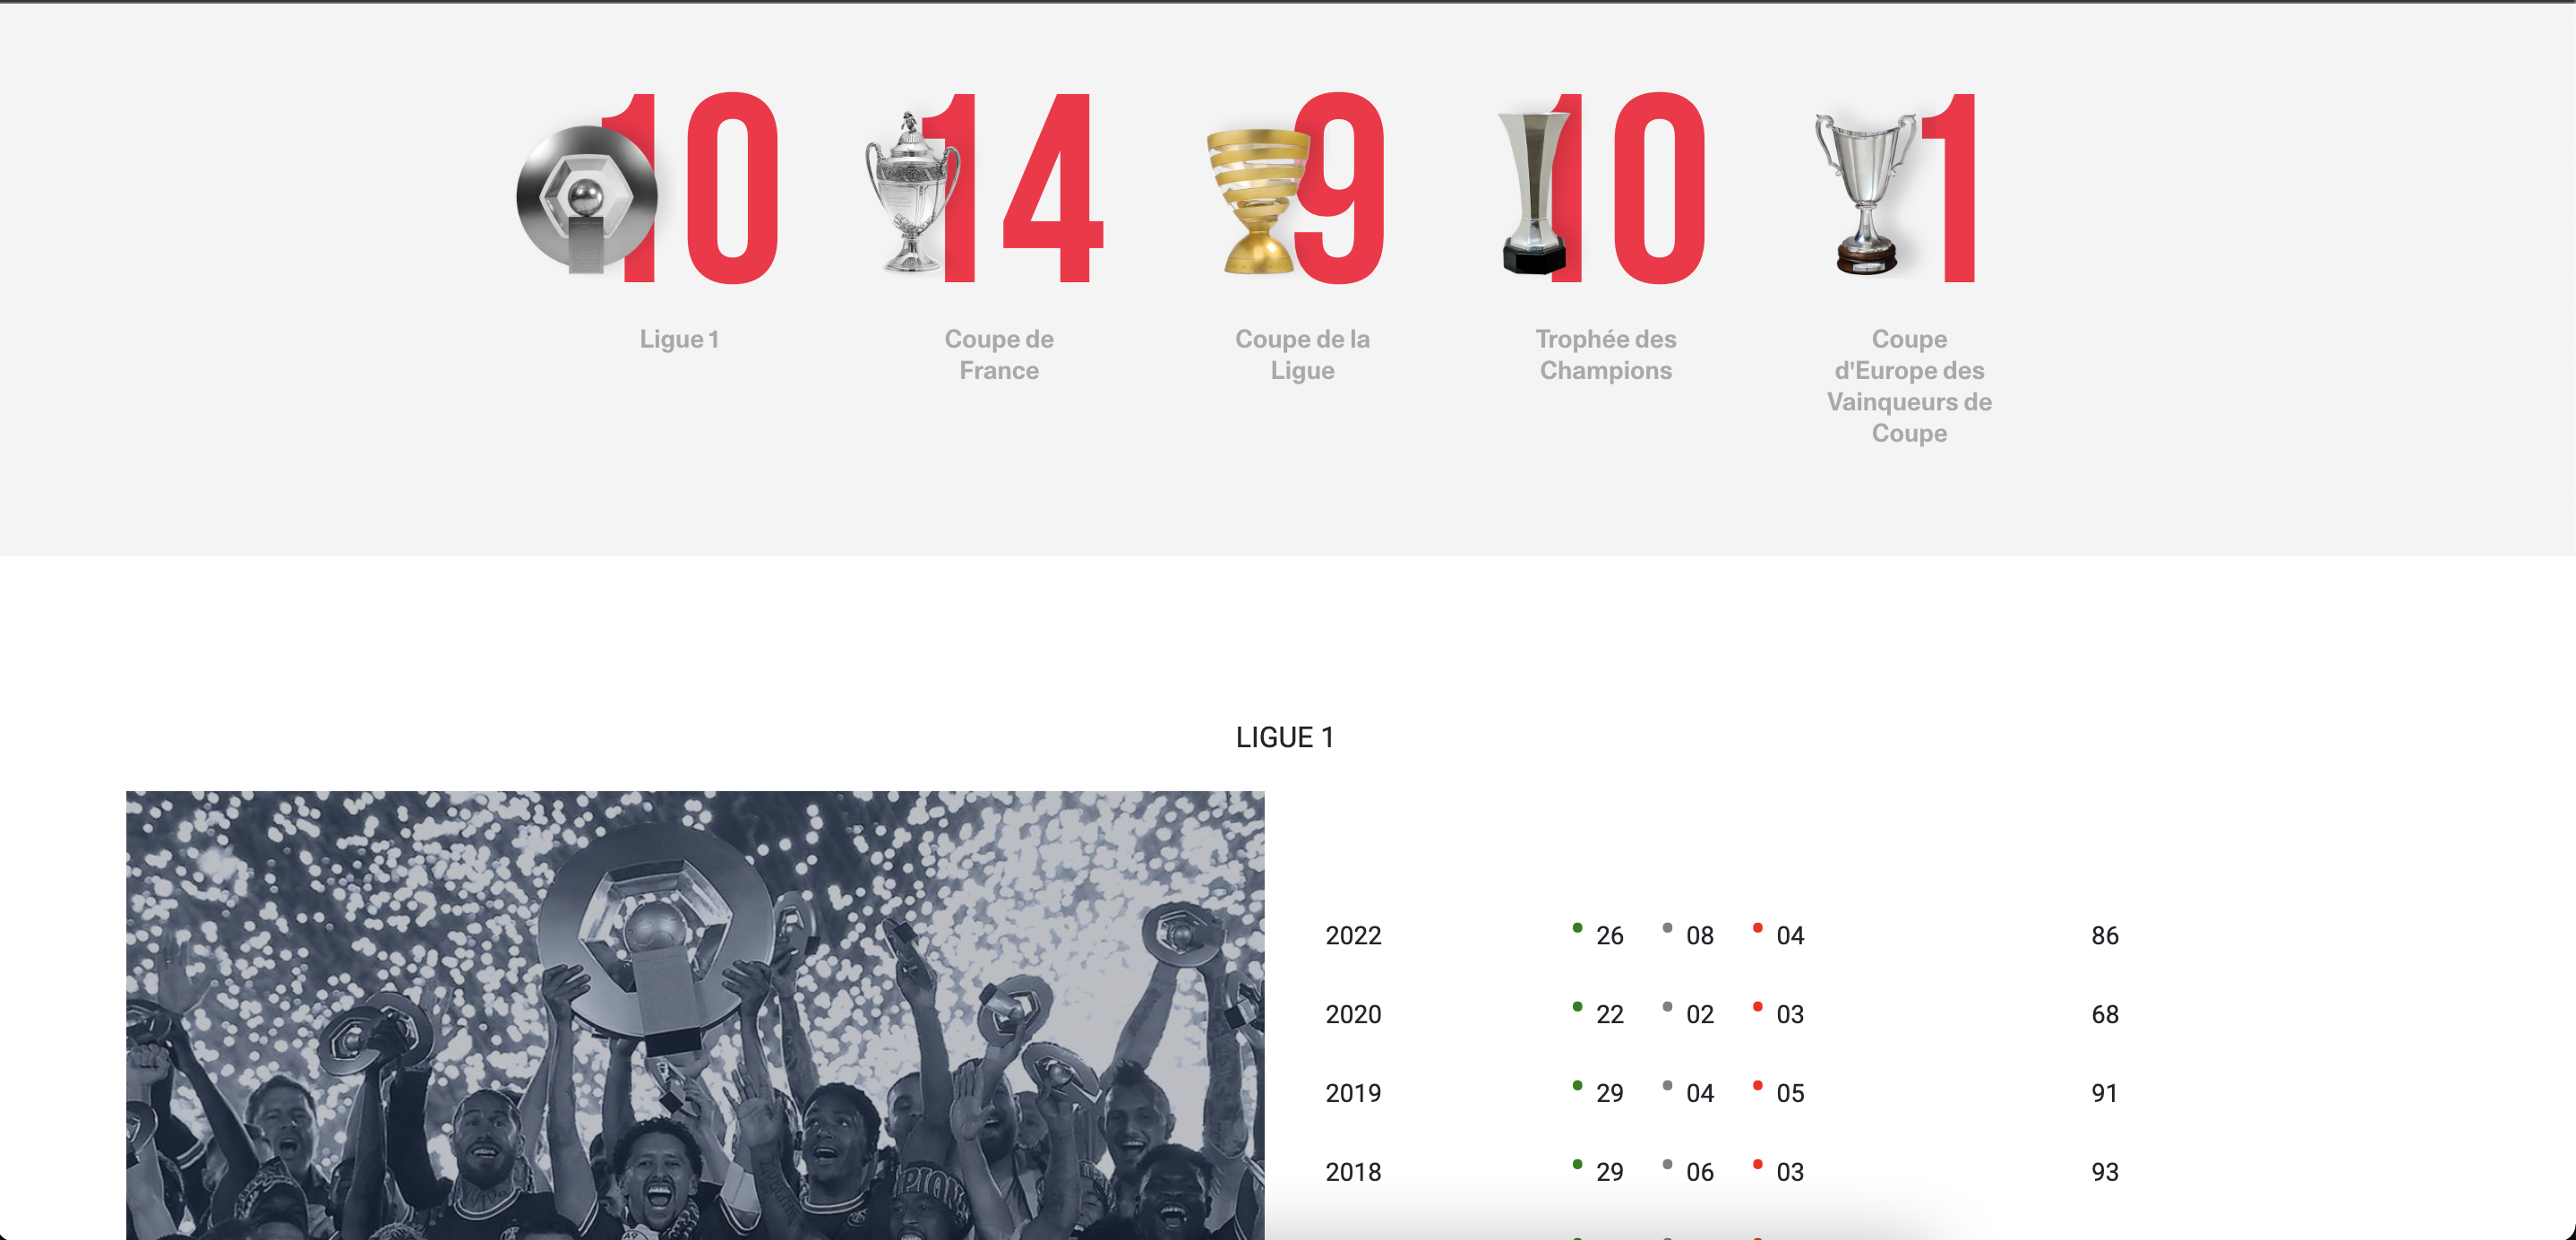 10
14
9
10
1
Ligue 1
Coupe de
France
Coupe de la
Ligue
Trophée des
Champions
Coupe
d'Europe des
Vainqueurs de
Coupe
LIGUE 1
2022 26 08 04 86
2020 22 02 03 68
2019 29 04 05 91
2018 29 06 03 93